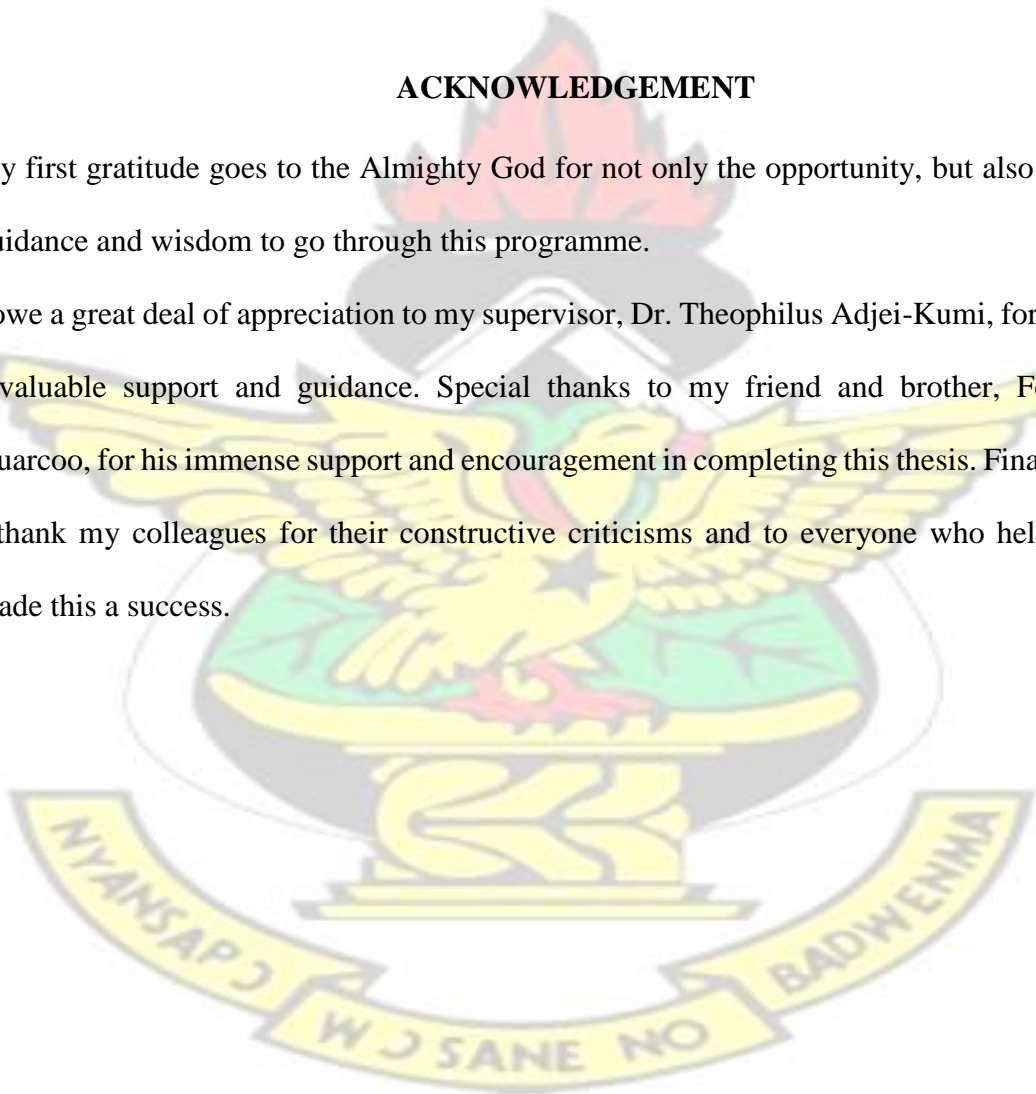 ACKNOWLEDGEMENT
y first gratitude goes to the Almighty God for not only the opportunity, but also
uidance and wisdom to go through this programme.
owe a great deal of appreciation to my supervisor, Dr. Theophilus Adjei-Kumi, for
valuable support and guidance. Special thanks to my friend and brother, F
uarcoo, for his immense support and encouragement in completing this thesis. Fina
thank my colleagues for their constructive criticisms and to everyone who hel
ade this a success.
NYANSAPƆ WƆSANE NO BADWENMA